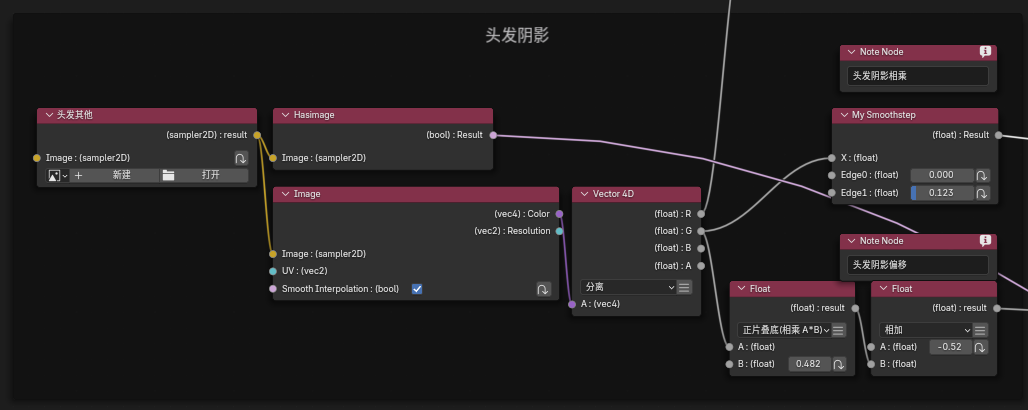 头发阴影
Note Node
头发阴影相乘
头发其他
(sampler2D) : result
Image : (sampler2D)
新建
打开
Hasimage
(bool) : Result
Image : (sampler2D)
My Smoothstep
(float) : Result
X : (float)
Edge0 : (float) 0.000
Edge1 : (float) 0.123
Image
(vec4) : Color
(vec2) : Resolution
Image : (sampler2D)
UV : (vec2)
Smooth Interpolation : (bool)
Vector 4D
(float) : R
(float) : G
(float) : B
(float) : A
分离
A : (vec4)
Note Node
头发阴影偏移
Float
(float) : result
正片叠底(相乘 A*B)
A : (float)
B : (float) 0.482
Float
(float) : result
相加
A : (float) -0.52
B : (float)